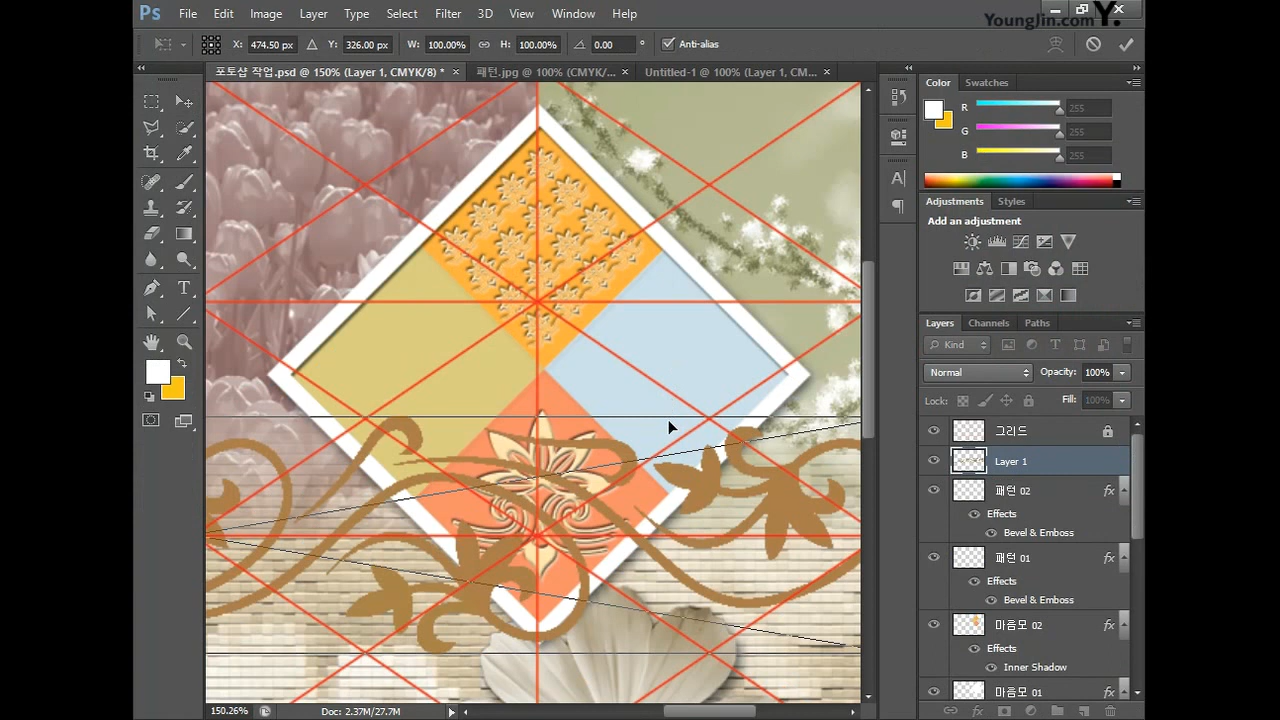 Ps File Edit Image Layer Type Select Filter 3D View Window Help
YoungJin.com Y.
X: 474.50 px Y: 326.00 px W: 100.00% H: 100.00% 0.00 ° Anti-alias
포토샵 작업.psd @ 150% (Layer 1, CMYK/8) * × 패턴.jpg @ 100% (CMYK/... × Untitled-1 @ 100% (Layer 1, CM... ×
Color Swatches
R 255
G 255
B 255
Adjustments Styles
Add an adjustment
Layers Channels Paths
Kind
Normal Opacity: 100%
Lock: Fill: 100%
그리드
Layer 1
패턴 02 fx
Effects
Bevel & Emboss
패턴 01 fx
Effects
Bevel & Emboss
마름모 02 fx
Effects
Inner Shadow
마름모 01 fx
150.26% Doc: 2.37M/27.7M